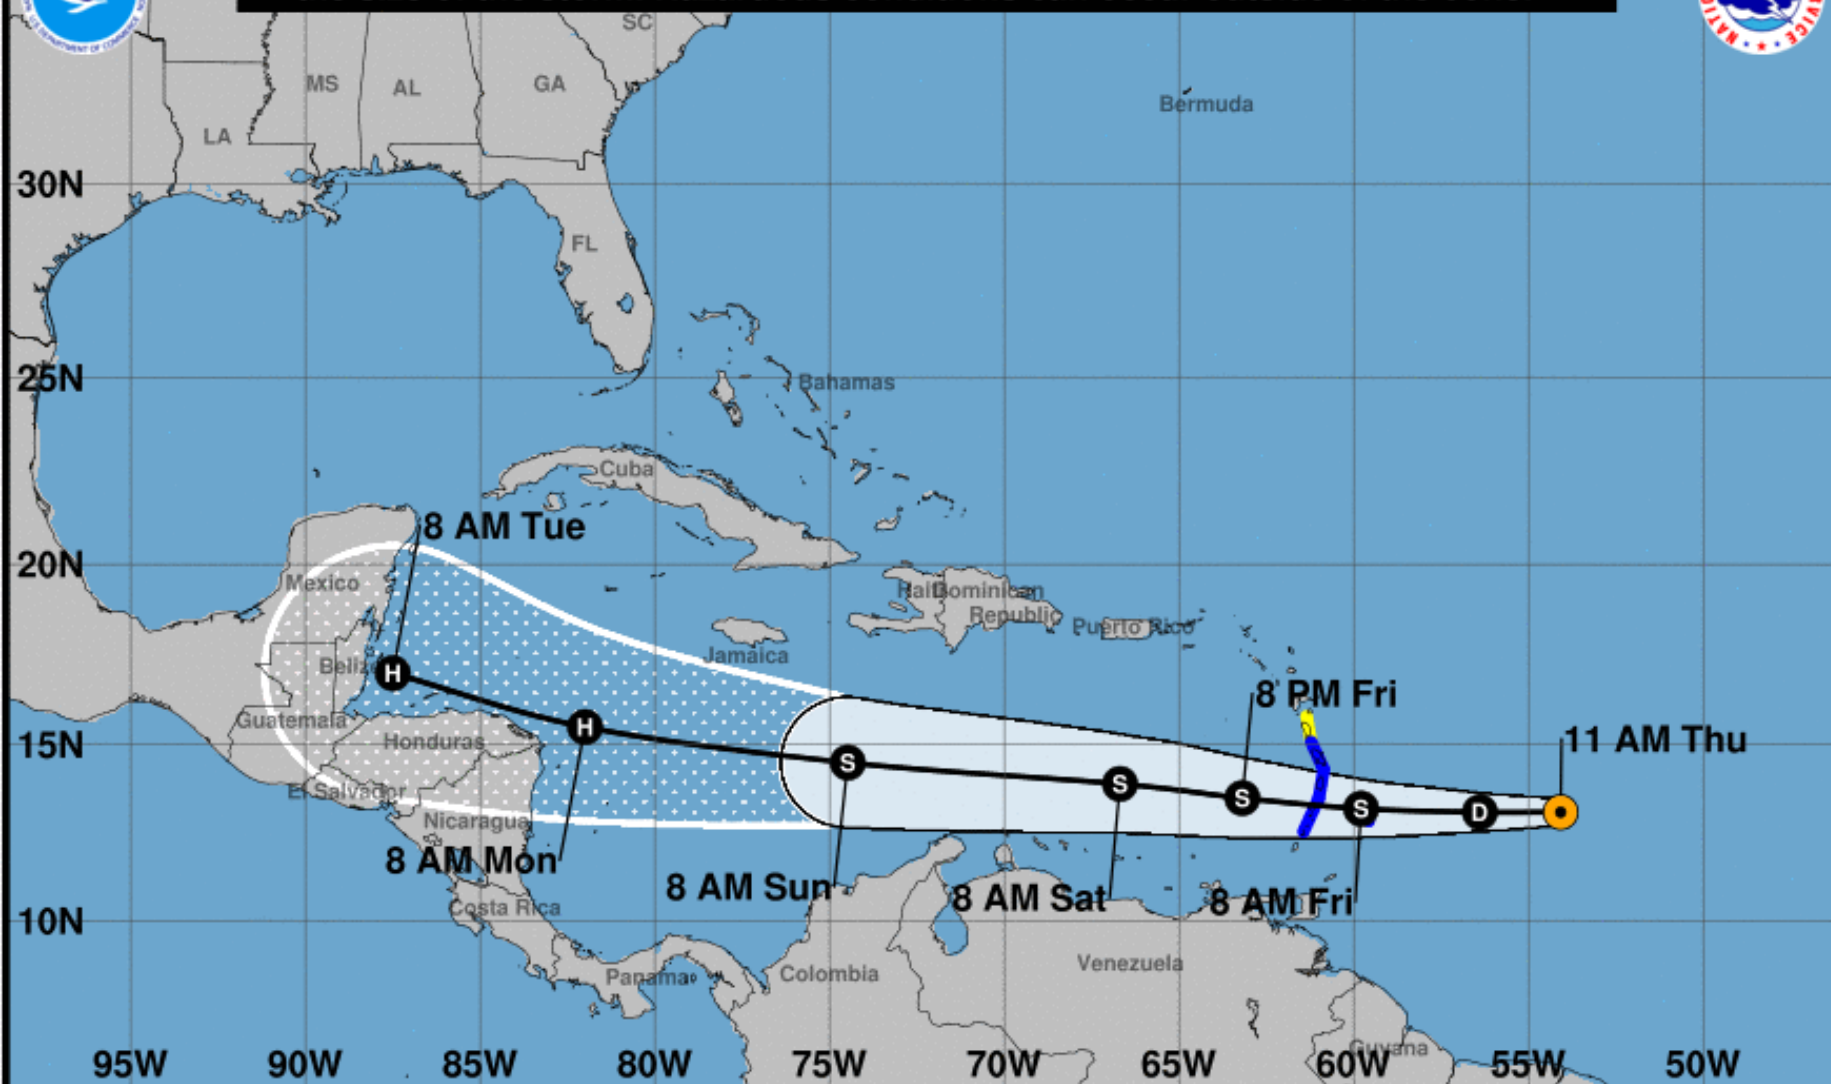 SC
MS
AL
GA
Bermuda
LA
30N
FL
25N
Bahamas
Cuba
8 AM Tue
20N
Mexico
Haiti
Dominican
Republic
Puerto Rico
Jamaica
Belize
H
8 PM Fri
Guatemala
H
15N
Honduras
11 AM Thu
S
S
S
S
D
El Salvador
Nicaragua
8 AM Mon
8 AM Sun
8 AM Sat
8 AM Fri
Costa Rica
10N
Panama
Colombia
Venezuela
Guyana
95W 90W 85W 80W 75W 70W 65W 60W 55W 50W